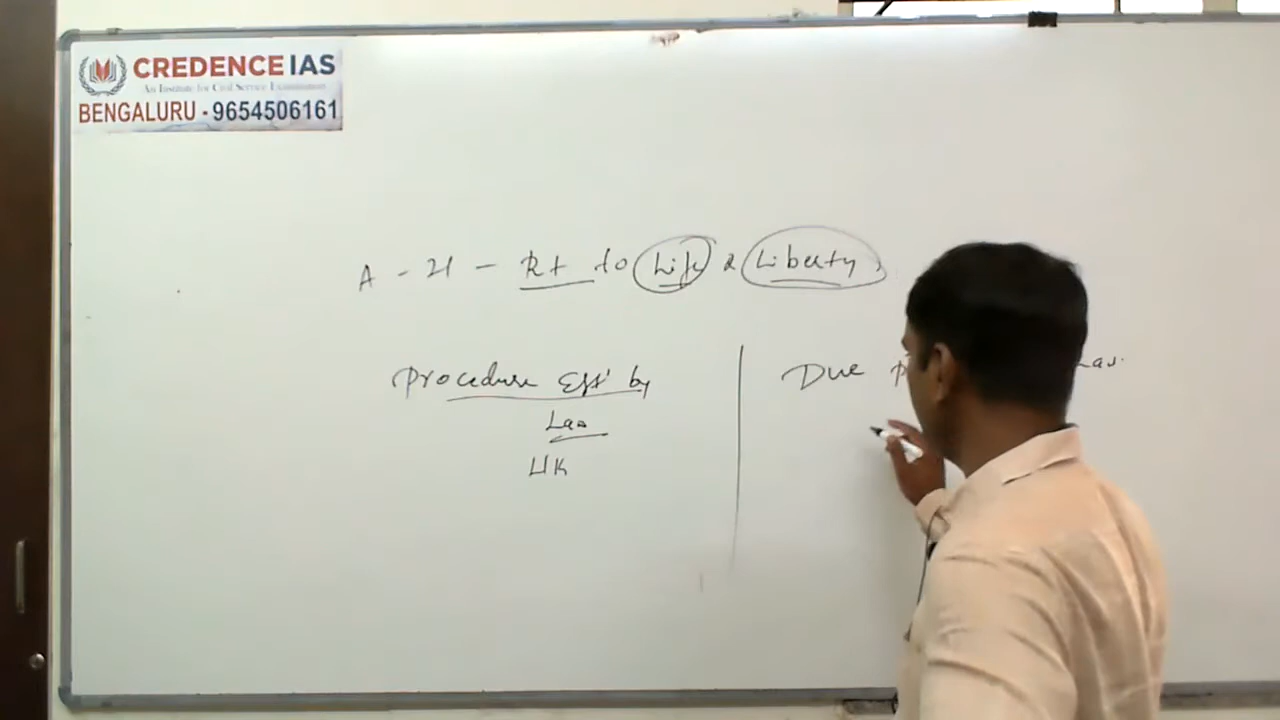 CREDENCE IAS
An Institute for Civil Service Examination
BENGALURU - 9654506161
A - 21 - Rt to Life & Liberty,
Procedure Est' by
Law
UK
Due
Law.